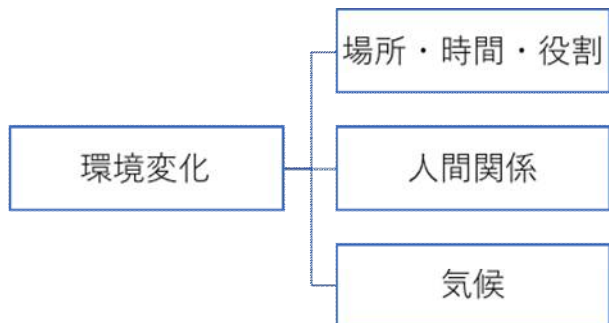 環境変化
場所・時間・役割
人間関係
気候